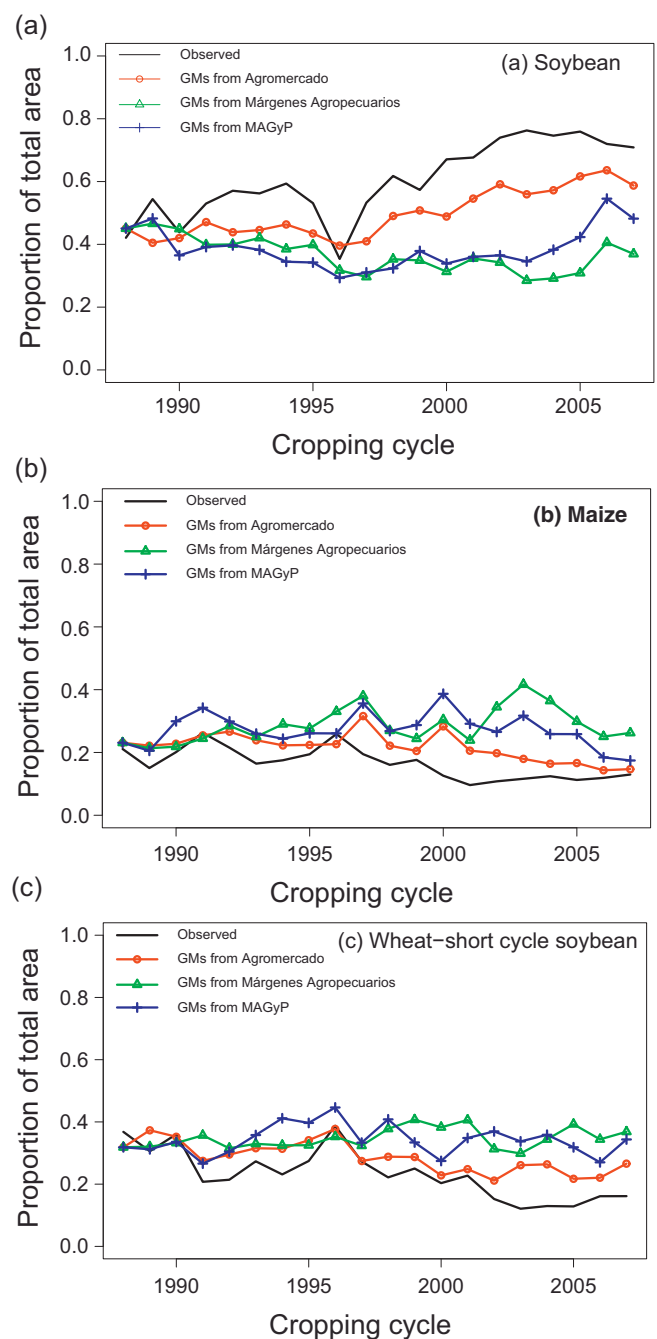 (a)
(a) Soybean
Observed
GMs from Agromercado
GMs from Márgenes Agropecuarios
GMs from MAGyP
Proportion of total area
1.0
0.8
0.6
0.4
0.2
0.0
1990 1995 2000 2005
Cropping cycle
(b)
(b) Maize
Observed
GMs from Agromercado
GMs from Márgenes Agropecuarios
GMs from MAGyP
Proportion of total area
1.0
0.8
0.6
0.4
0.2
0.0
1990 1995 2000 2005
Cropping cycle
(c)
(c) Wheat−short cycle soybean
Observed
GMs from Agromercado
GMs from Márgenes Agropecuarios
GMs from MAGyP
Proportion of total area
1.0
0.8
0.6
0.4
0.2
0.0
1990 1995 2000 2005
Cropping cycle